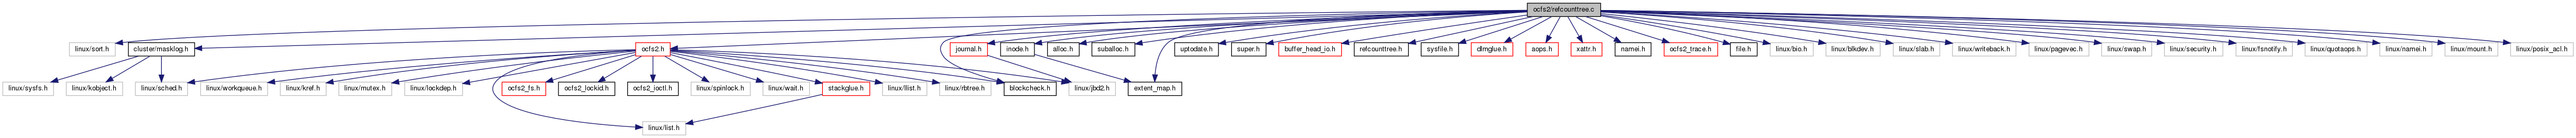 ocfs2/refcounttree.c
linux/sort.h
cluster/masklog.h
ocfs2.h
journal.h
inode.h
alloc.h
suballoc.h
uptodate.h
super.h
buffer_head_io.h
refcounttree.h
sysfile.h
dlmglue.h
aops.h
xattr.h
namei.h
ocfs2_trace.h
file.h
linux/bio.h
linux/blkdev.h
linux/slab.h
linux/writeback.h
linux/pagevec.h
linux/swap.h
linux/security.h
linux/fsnotify.h
linux/quotaops.h
linux/namei.h
linux/mount.h
linux/posix_acl.h
linux/sysfs.h
linux/kobject.h
linux/sched.h
linux/workqueue.h
linux/kref.h
linux/mutex.h
linux/lockdep.h
ocfs2_fs.h
ocfs2_lockid.h
ocfs2_ioctl.h
linux/spinlock.h
linux/wait.h
stackglue.h
linux/llist.h
linux/rbtree.h
blockcheck.h
linux/jbd2.h
extent_map.h
linux/list.h